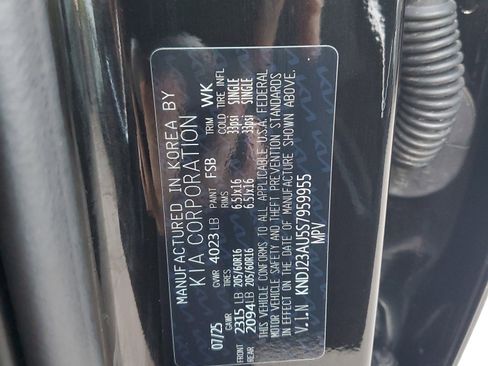 MANUFACTURED IN KOREA BY
KIA CORPORATION
07/25 GVWR 4023 LB PAINT FSB TRIM WK
GAWR TIRES RIMS COLD TIRE INFL
FRONT 2315 LB 205/60R16 6.5JX16 33PSI SINGLE
REAR 2094 LB 205/60R16 6.5JX16 33PSI SINGLE
THIS VEHICLE CONFORMS TO ALL APPLICABLE U.S.A. FEDERAL
MOTOR VEHICLE SAFETY AND THEFT PREVENTION STANDARDS
IN EFFECT ON THE DATE OF MANUFACTURE SHOWN ABOVE.
V.I.N KNDJ23AU5S7959955
MPV